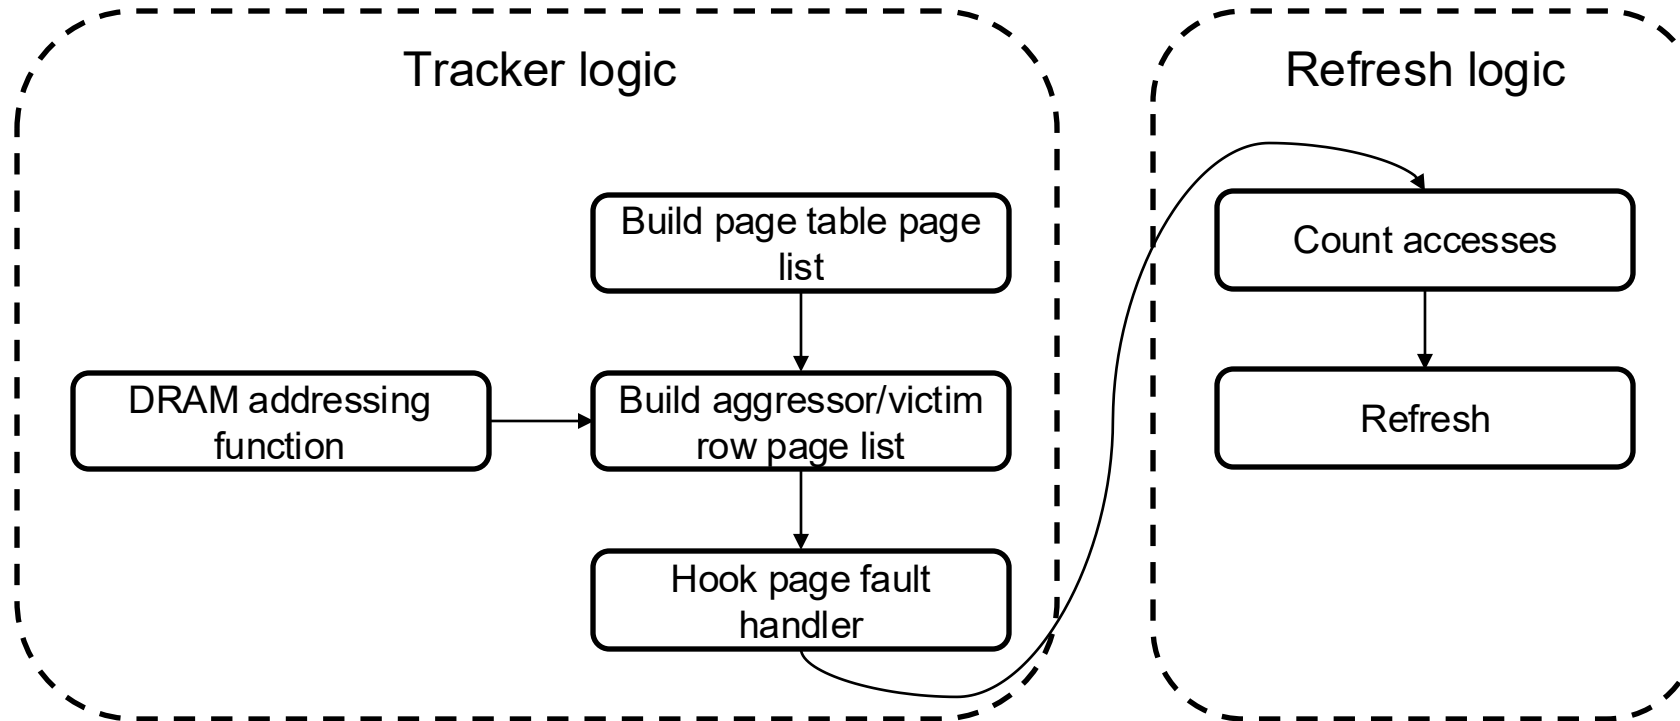 Tracker logic
Refresh logic
Build page table page
list
Count accesses
DRAM addressing
function
Build aggressor/victim
row page list
Refresh
Hook page fault
handler